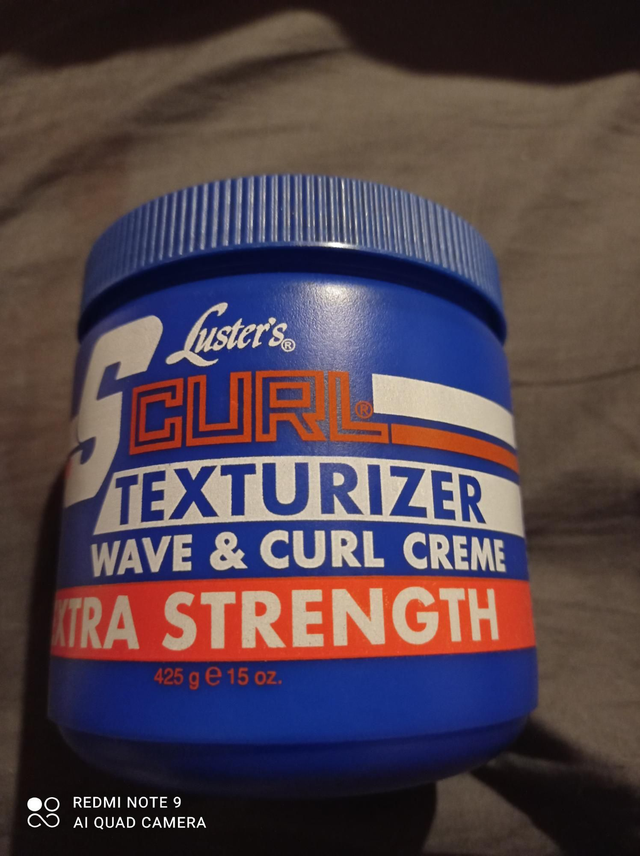 Luster's®
S CURL®
TEXTURIZER
WAVE & CURL CREME
XTRA STRENGTH
425 g ℮ 15 oz.
REDMI NOTE 9
AI QUAD CAMERA